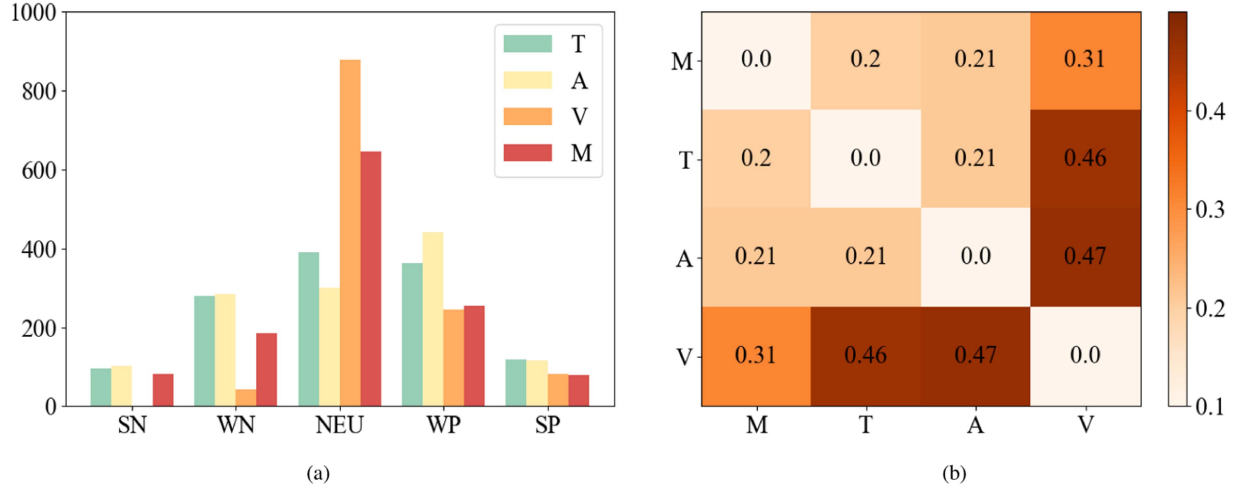 1000
800
600
400
200
0
T
A
V
M
SN WN NEU WP SP
(a)
M 0.0 0.2 0.21 0.31
T 0.2 0.0 0.21 0.46
A 0.21 0.21 0.0 0.47
V 0.31 0.46 0.47 0.0
M T A V
0.4
0.3
0.2
0.1
(b)